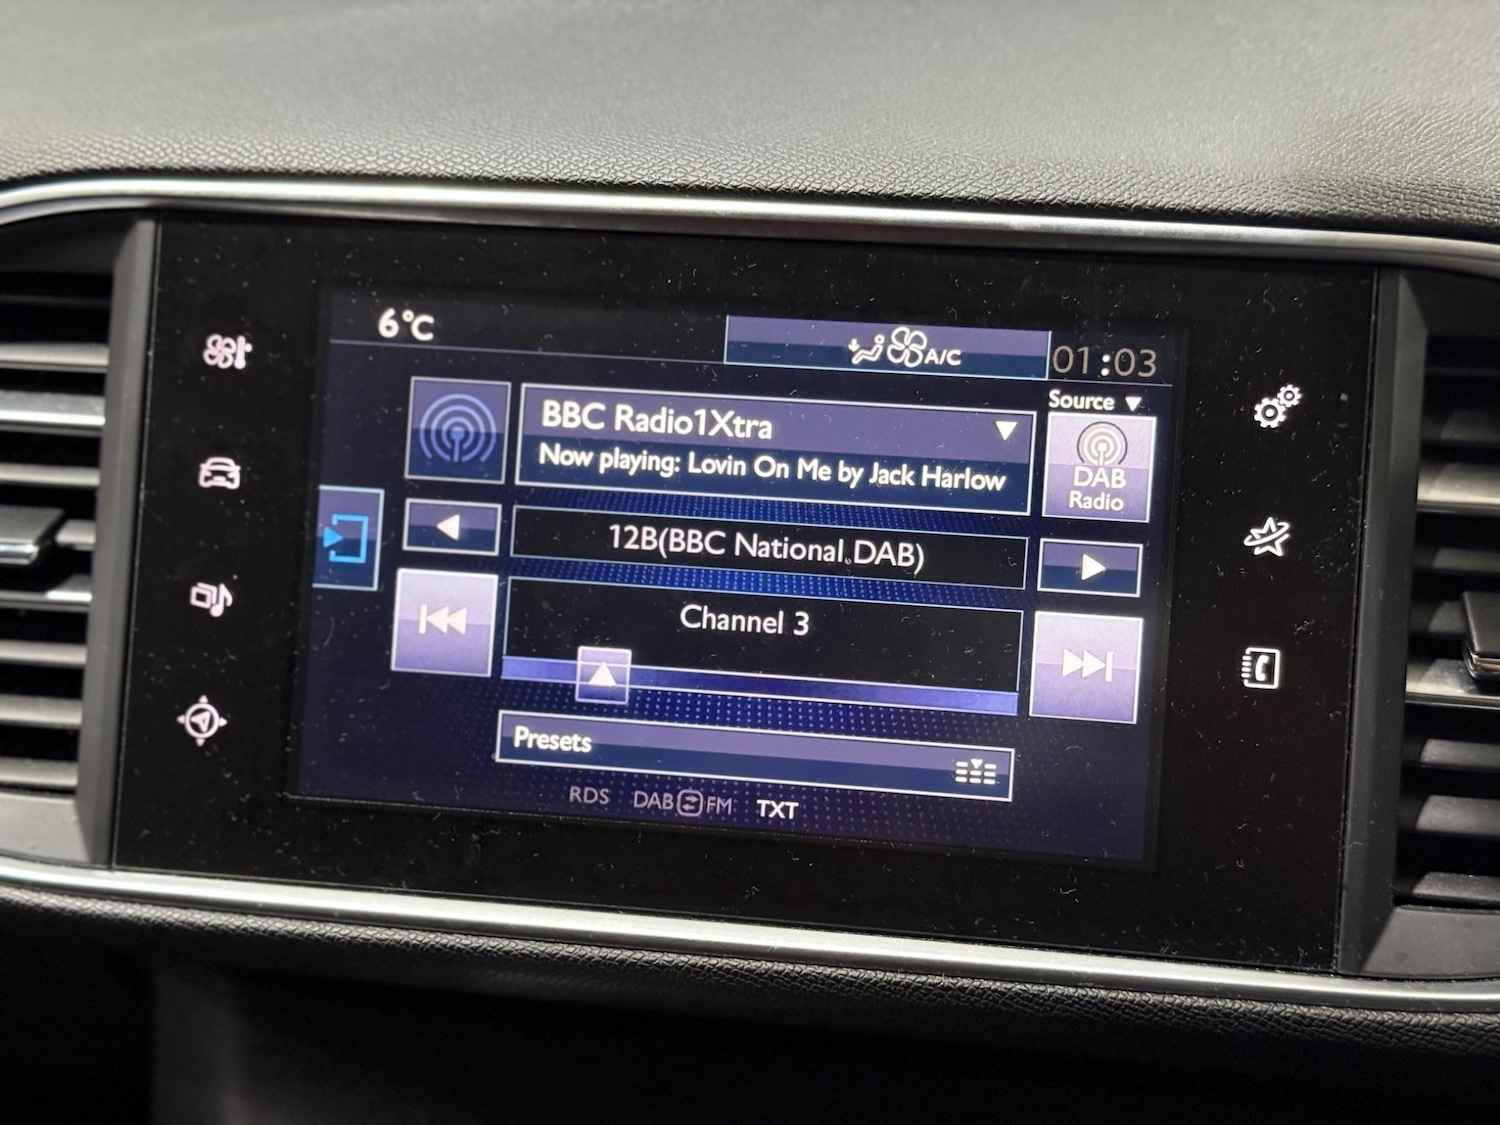 6°C
A/C
01:03
BBC Radio1Xtra
Now playing: Lovin On Me by Jack Harlow
Source
DAB
Radio
12B(BBC National DAB)
Channel 3
Presets
RDS DAB FM TXT